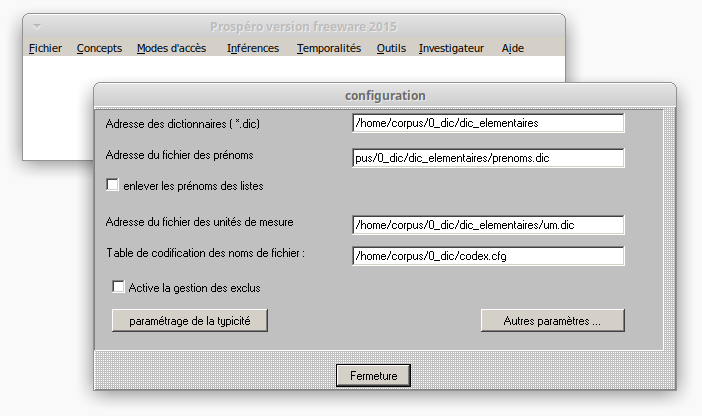 Prospéro version freeware 2015
Fichier Concepts Modes d'accès Inférences Temporalités Outils Investigateur Aide
configuration
Adresse des dictionnaires ( *.dic) /home/corpus/0_dic/dic_elementaires
Adresse du fichier des prénoms pus/0_dic/dic_elementaires/prenoms.dic
enlever les prénoms des listes
Adresse du fichier des unités de mesure /home/corpus/0_dic/dic_elementaires/um.dic
Table de codification des noms de fichier : /home/corpus/0_dic/codex.cfg
Active la gestion des exclus
paramétrage de la typicité Autres paramètres ...
Fermeture